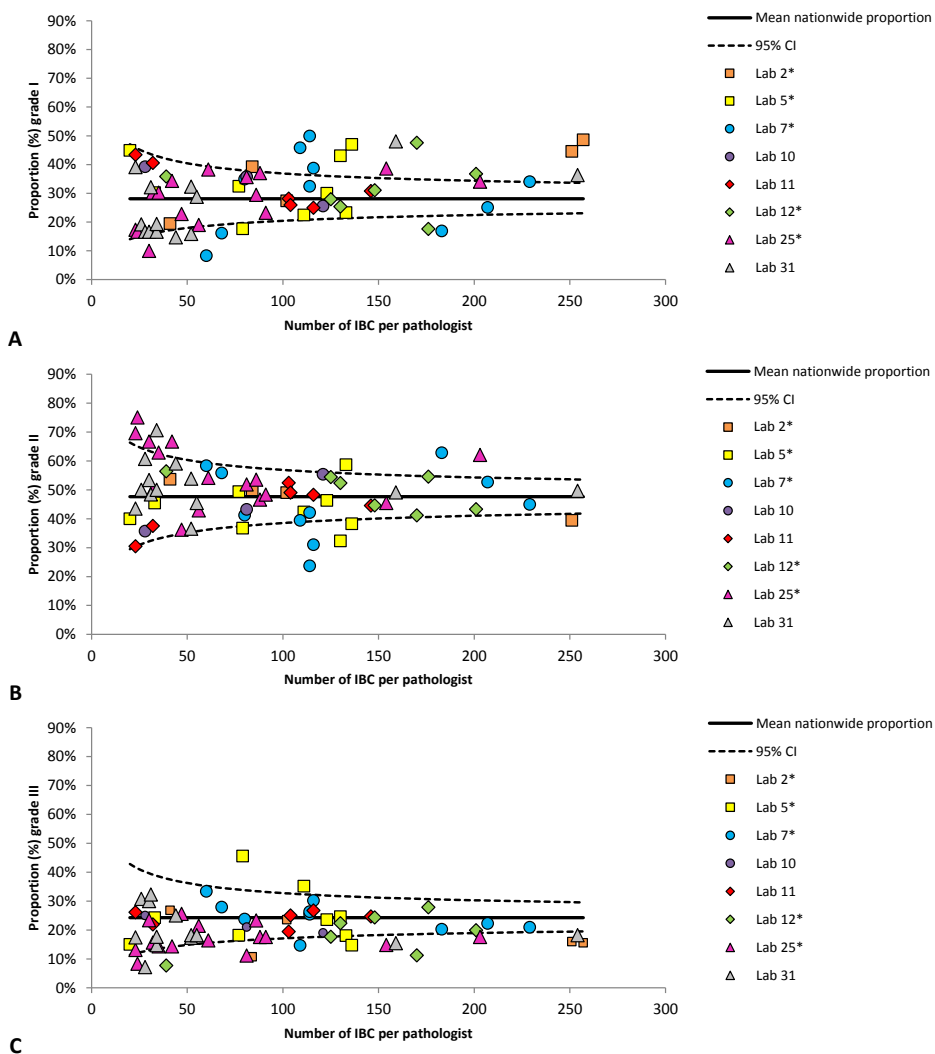 90%
80%
70%
60%
50%
40%
30%
20%
10%
0%
Proportion (%) grade I
0 50 100 150 200 250 300
Number of IBC per pathologist
Mean nationwide proportion
95% CI
Lab 2*
Lab 5*
Lab 7*
Lab 10
Lab 11
Lab 12*
Lab 25*
Lab 31
A
90%
80%
70%
60%
50%
40%
30%
20%
10%
0%
Proportion (%) grade II
0 50 100 150 200 250 300
Number of IBC per pathologist
Mean nationwide proportion
95% CI
Lab 2*
Lab 5*
Lab 7*
Lab 10
Lab 11
Lab 12*
Lab 25*
Lab 31
B
90%
80%
70%
60%
50%
40%
30%
20%
10%
0%
Proportion (%) grade III
0 50 100 150 200 250 300
Number of IBC per pathologist
Mean nationwide proportion
95% CI
Lab 2*
Lab 5*
Lab 7*
Lab 10
Lab 11
Lab 12*
Lab 25*
Lab 31
C